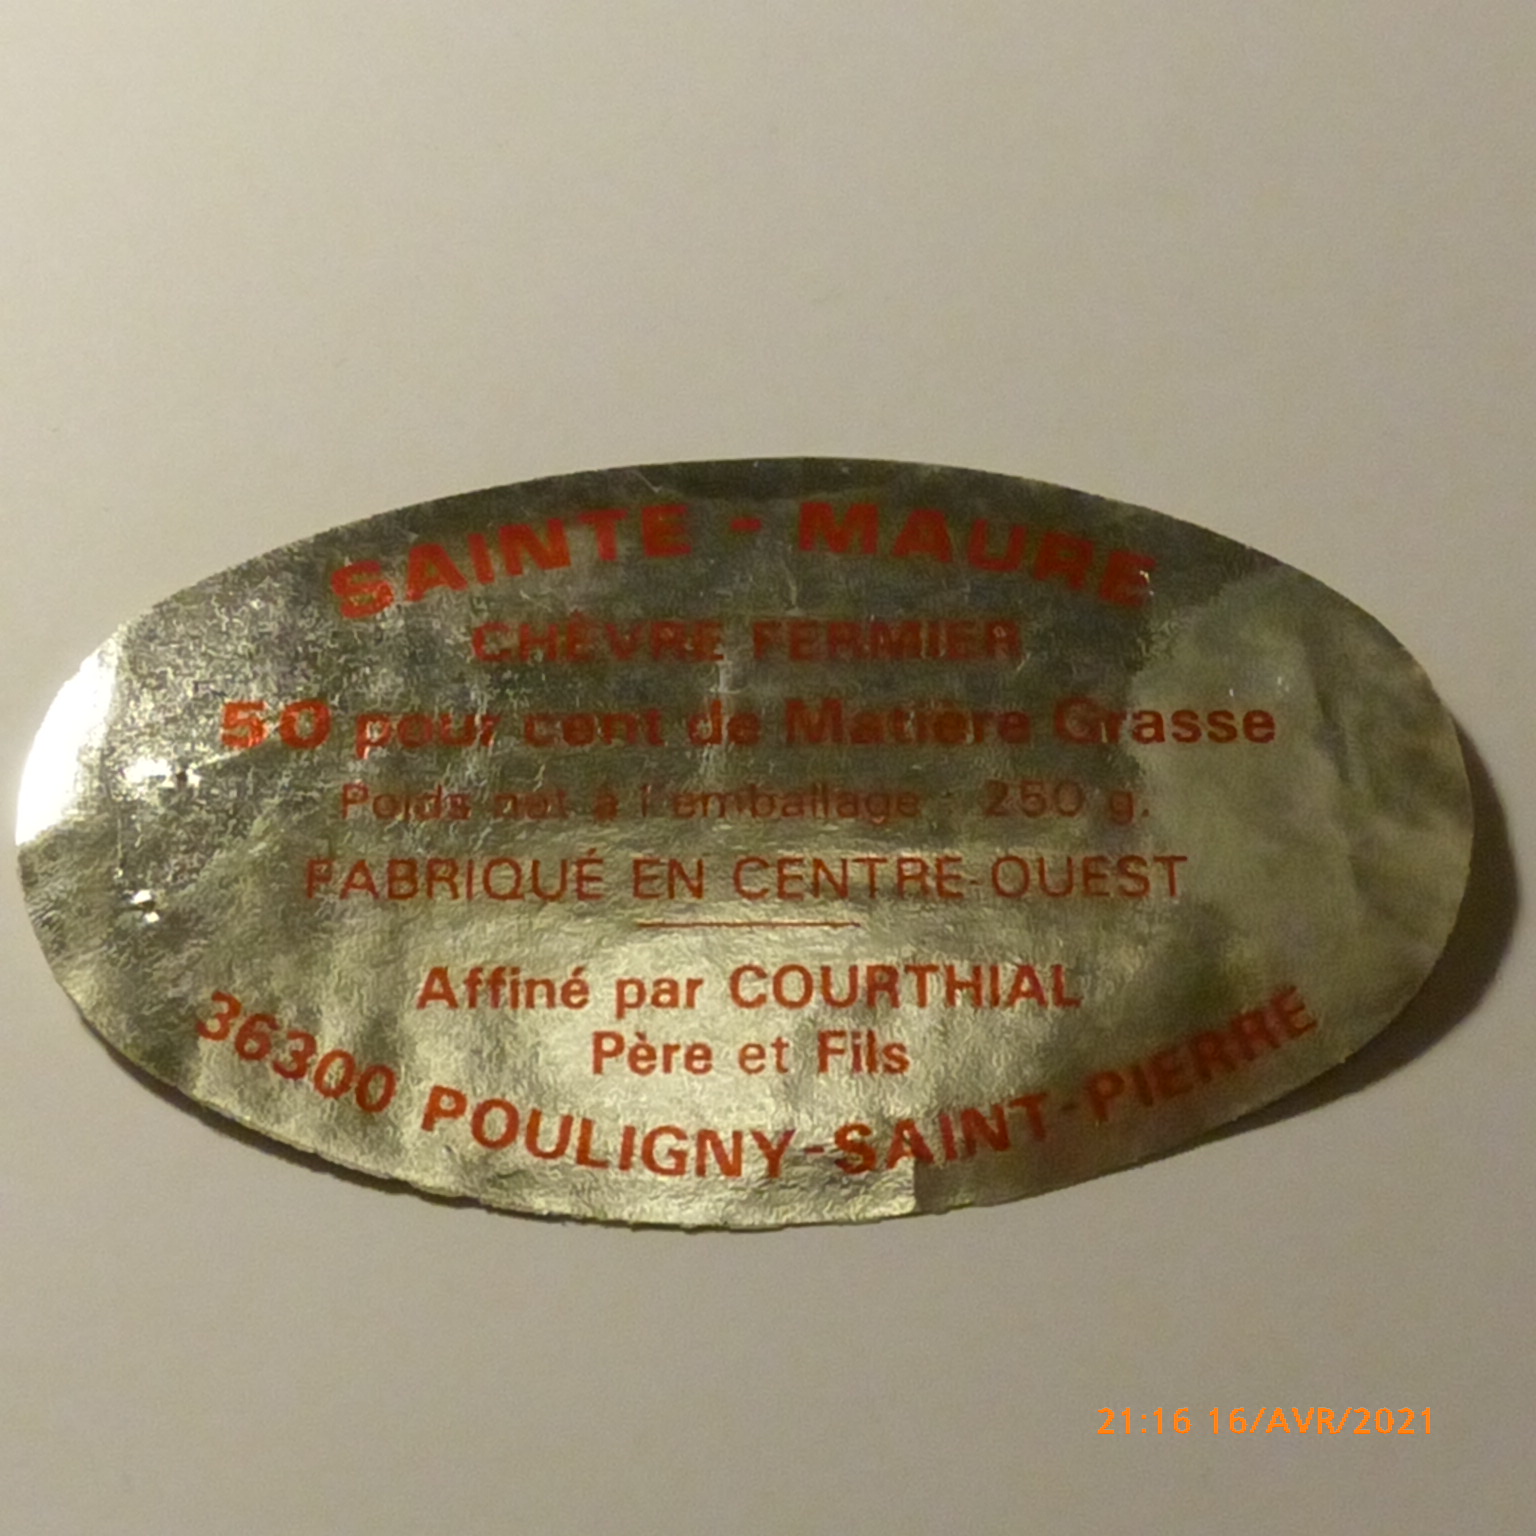 SAINTE - MAURE
CHÈVRE FERMIER
50 pour cent de Matière Grasse
Poids net à l'emballage : 250 g.
FABRIQUÉ EN CENTRE-OUEST
Affiné par COURTHIAL
Père et Fils
36300 POULIGNY-SAINT-PIERRE
21:16 16/AVR/2021